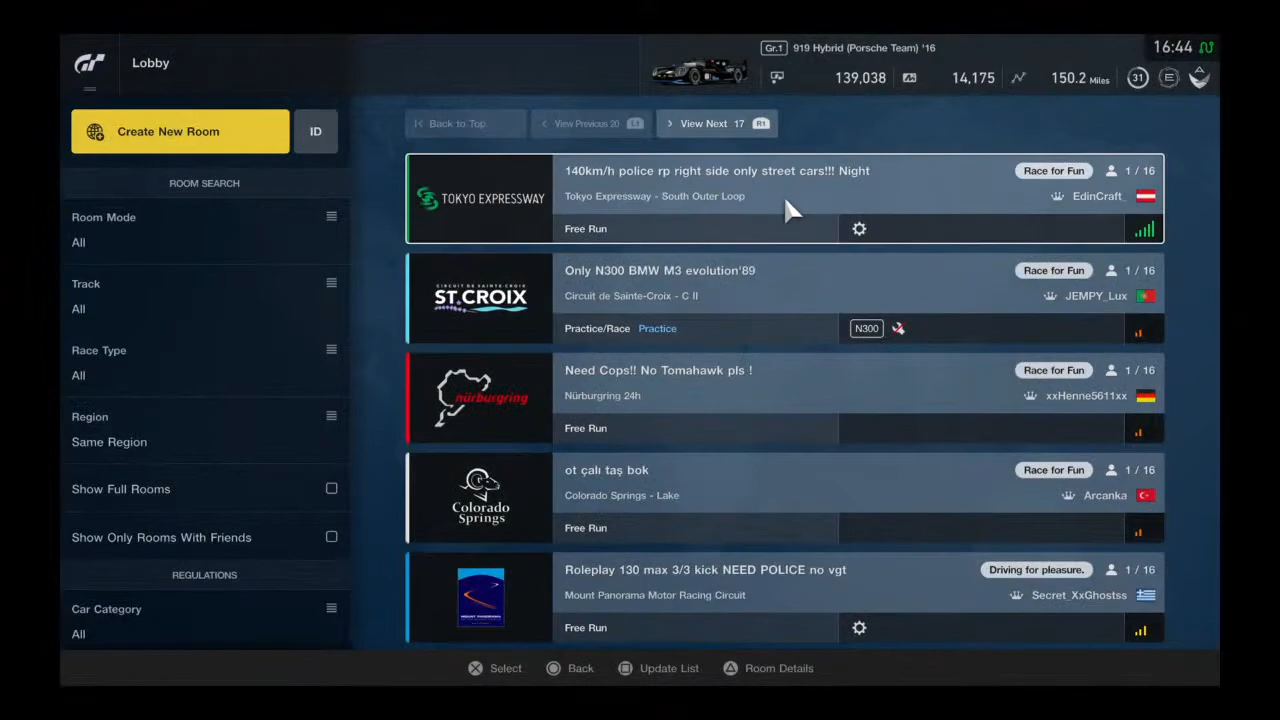 Lobby
Gr.1 919 Hybrid (Porsche Team) '16
139,038
14,175
150.2 Miles
31
E
16:44
Create New Room
ID
ROOM SEARCH
Room Mode
All
Track
All
Race Type
All
Region
Same Region
Show Full Rooms
Show Only Rooms With Friends
REGULATIONS
Car Category
All
Back to Top
View Previous 20 L1
View Next 17 R1
TOKYO EXPRESSWAY
140km/h police rp right side only street cars!!! Night
Race for Fun
1 / 16
Tokyo Expressway - South Outer Loop
EdinCraft_
Free Run
CIRCUIT DE SAINTE-CROIX
ST.CROIX
Only N300 BMW M3 evolution'89
Race for Fun
1 / 16
Circuit de Sainte-Croix - C II
JEMPY_Lux
Practice/Race Practice
N300
nürburgring
Need Cops!! No Tomahawk pls !
Race for Fun
1 / 16
Nürburgring 24h
xxHenne5611xx
Free Run
Colorado
Springs
ot çalı taş bok
Race for Fun
1 / 16
Colorado Springs - Lake
Arcanka
Free Run
MOUNT PANORAMA
Roleplay 130 max 3/3 kick NEED POLICE no vgt
Driving for pleasure.
1 / 16
Mount Panorama Motor Racing Circuit
Secret_XxGhostss
Free Run
Select
Back
Update List
Room Details